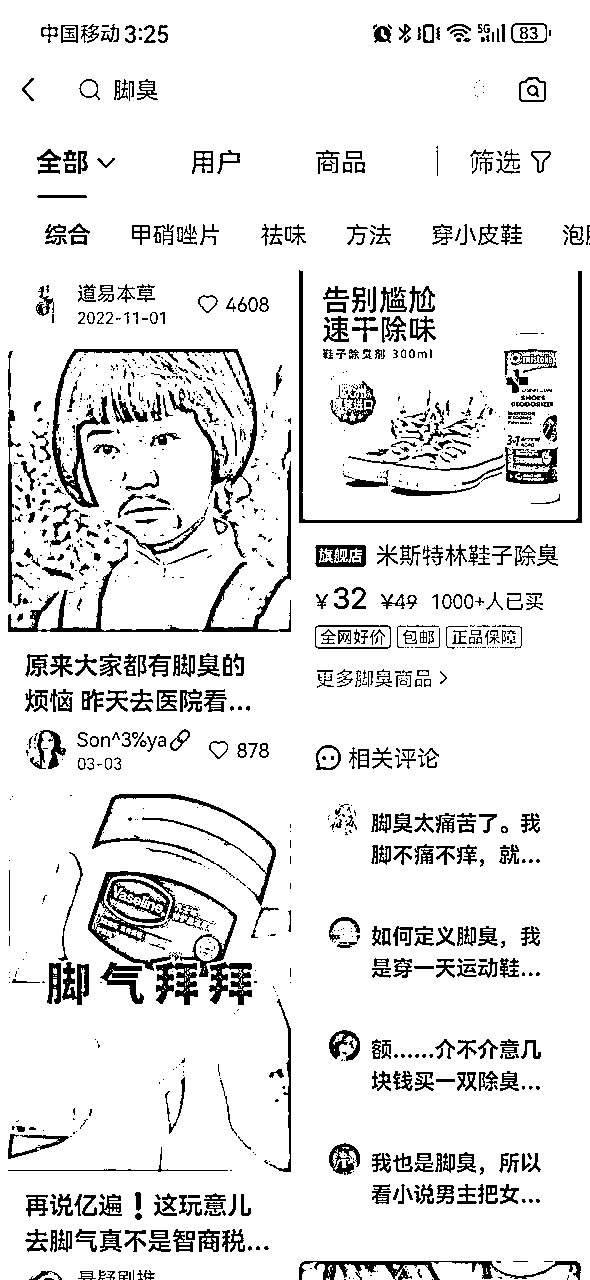 中国移动 3:25
5G 83
脚臭
全部 用户 商品 筛选
综合 甲硝唑片 祛味 方法 穿小皮鞋 泡
道易本草
2022-11-01
4608
原来大家都有脚臭的
烦恼 昨天去医院看...
Son^3%ya
03-03
878
Vaseline
脚气拜拜
再说亿遍！这玩意儿
去脚气真不是智商税...
告别尴尬
速干除味
鞋子除臭剂 300ml
SHOES
DEODORIZER
旗舰店 米斯特林鞋子除臭
¥32 ¥49 1000+人已买
全网好价 包邮 正品保障
更多脚臭商品
相关评论
脚臭太痛苦了。我
脚不痛不痒，就...
如何定义脚臭，我
是穿一天运动鞋...
额......介不介意几
块钱买一双除臭...
我也是脚臭，所以
看小说男主把女...